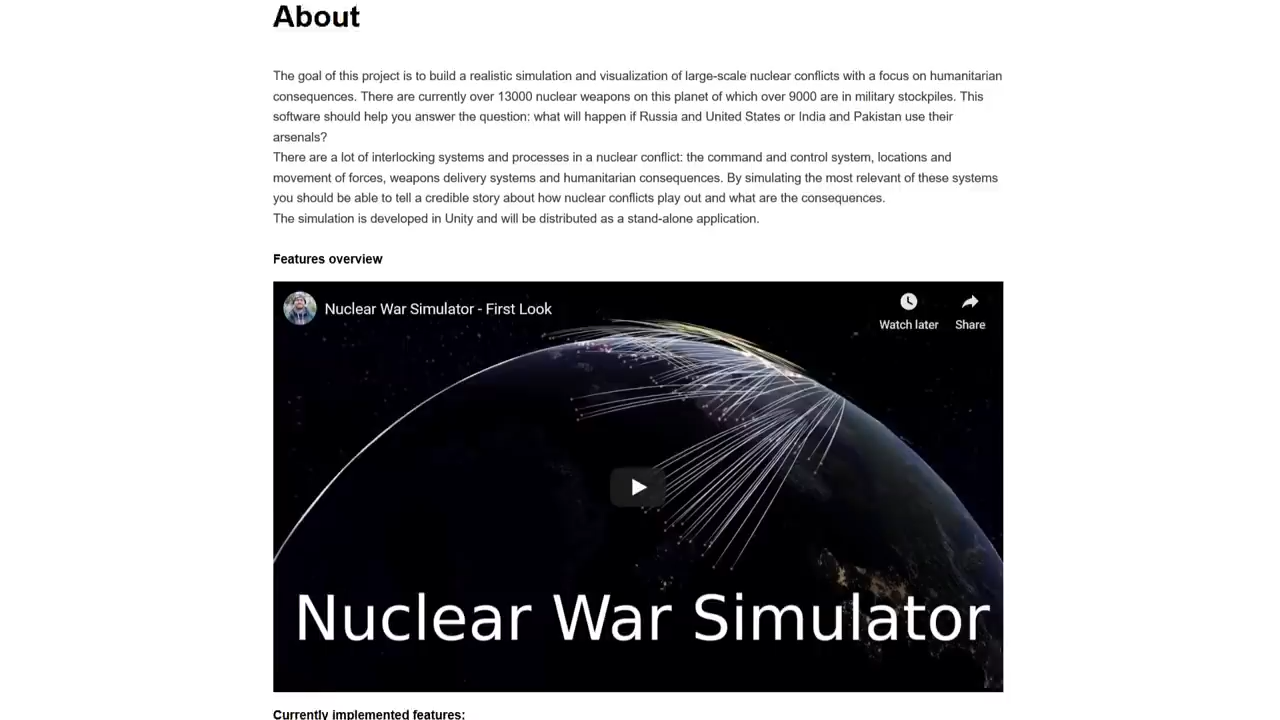 About
The goal of this project is to build a realistic simulation and visualization of large-scale nuclear conflicts with a focus on humanitarian
consequences. There are currently over 13000 nuclear weapons on this planet of which over 9000 are in military stockpiles. This
software should help you answer the question: what will happen if Russia and United States or India and Pakistan use their
arsenals?
There are a lot of interlocking systems and processes in a nuclear conflict: the command and control system, locations and
movement of forces, weapons delivery systems and humanitarian consequences. By simulating the most relevant of these systems
you should be able to tell a credible story about how nuclear conflicts play out and what are the consequences.
The simulation is developed in Unity and will be distributed as a stand-alone application.
Features overview
Nuclear War Simulator - First Look
Watch later
Share
Nuclear War Simulator
Currently implemented features: